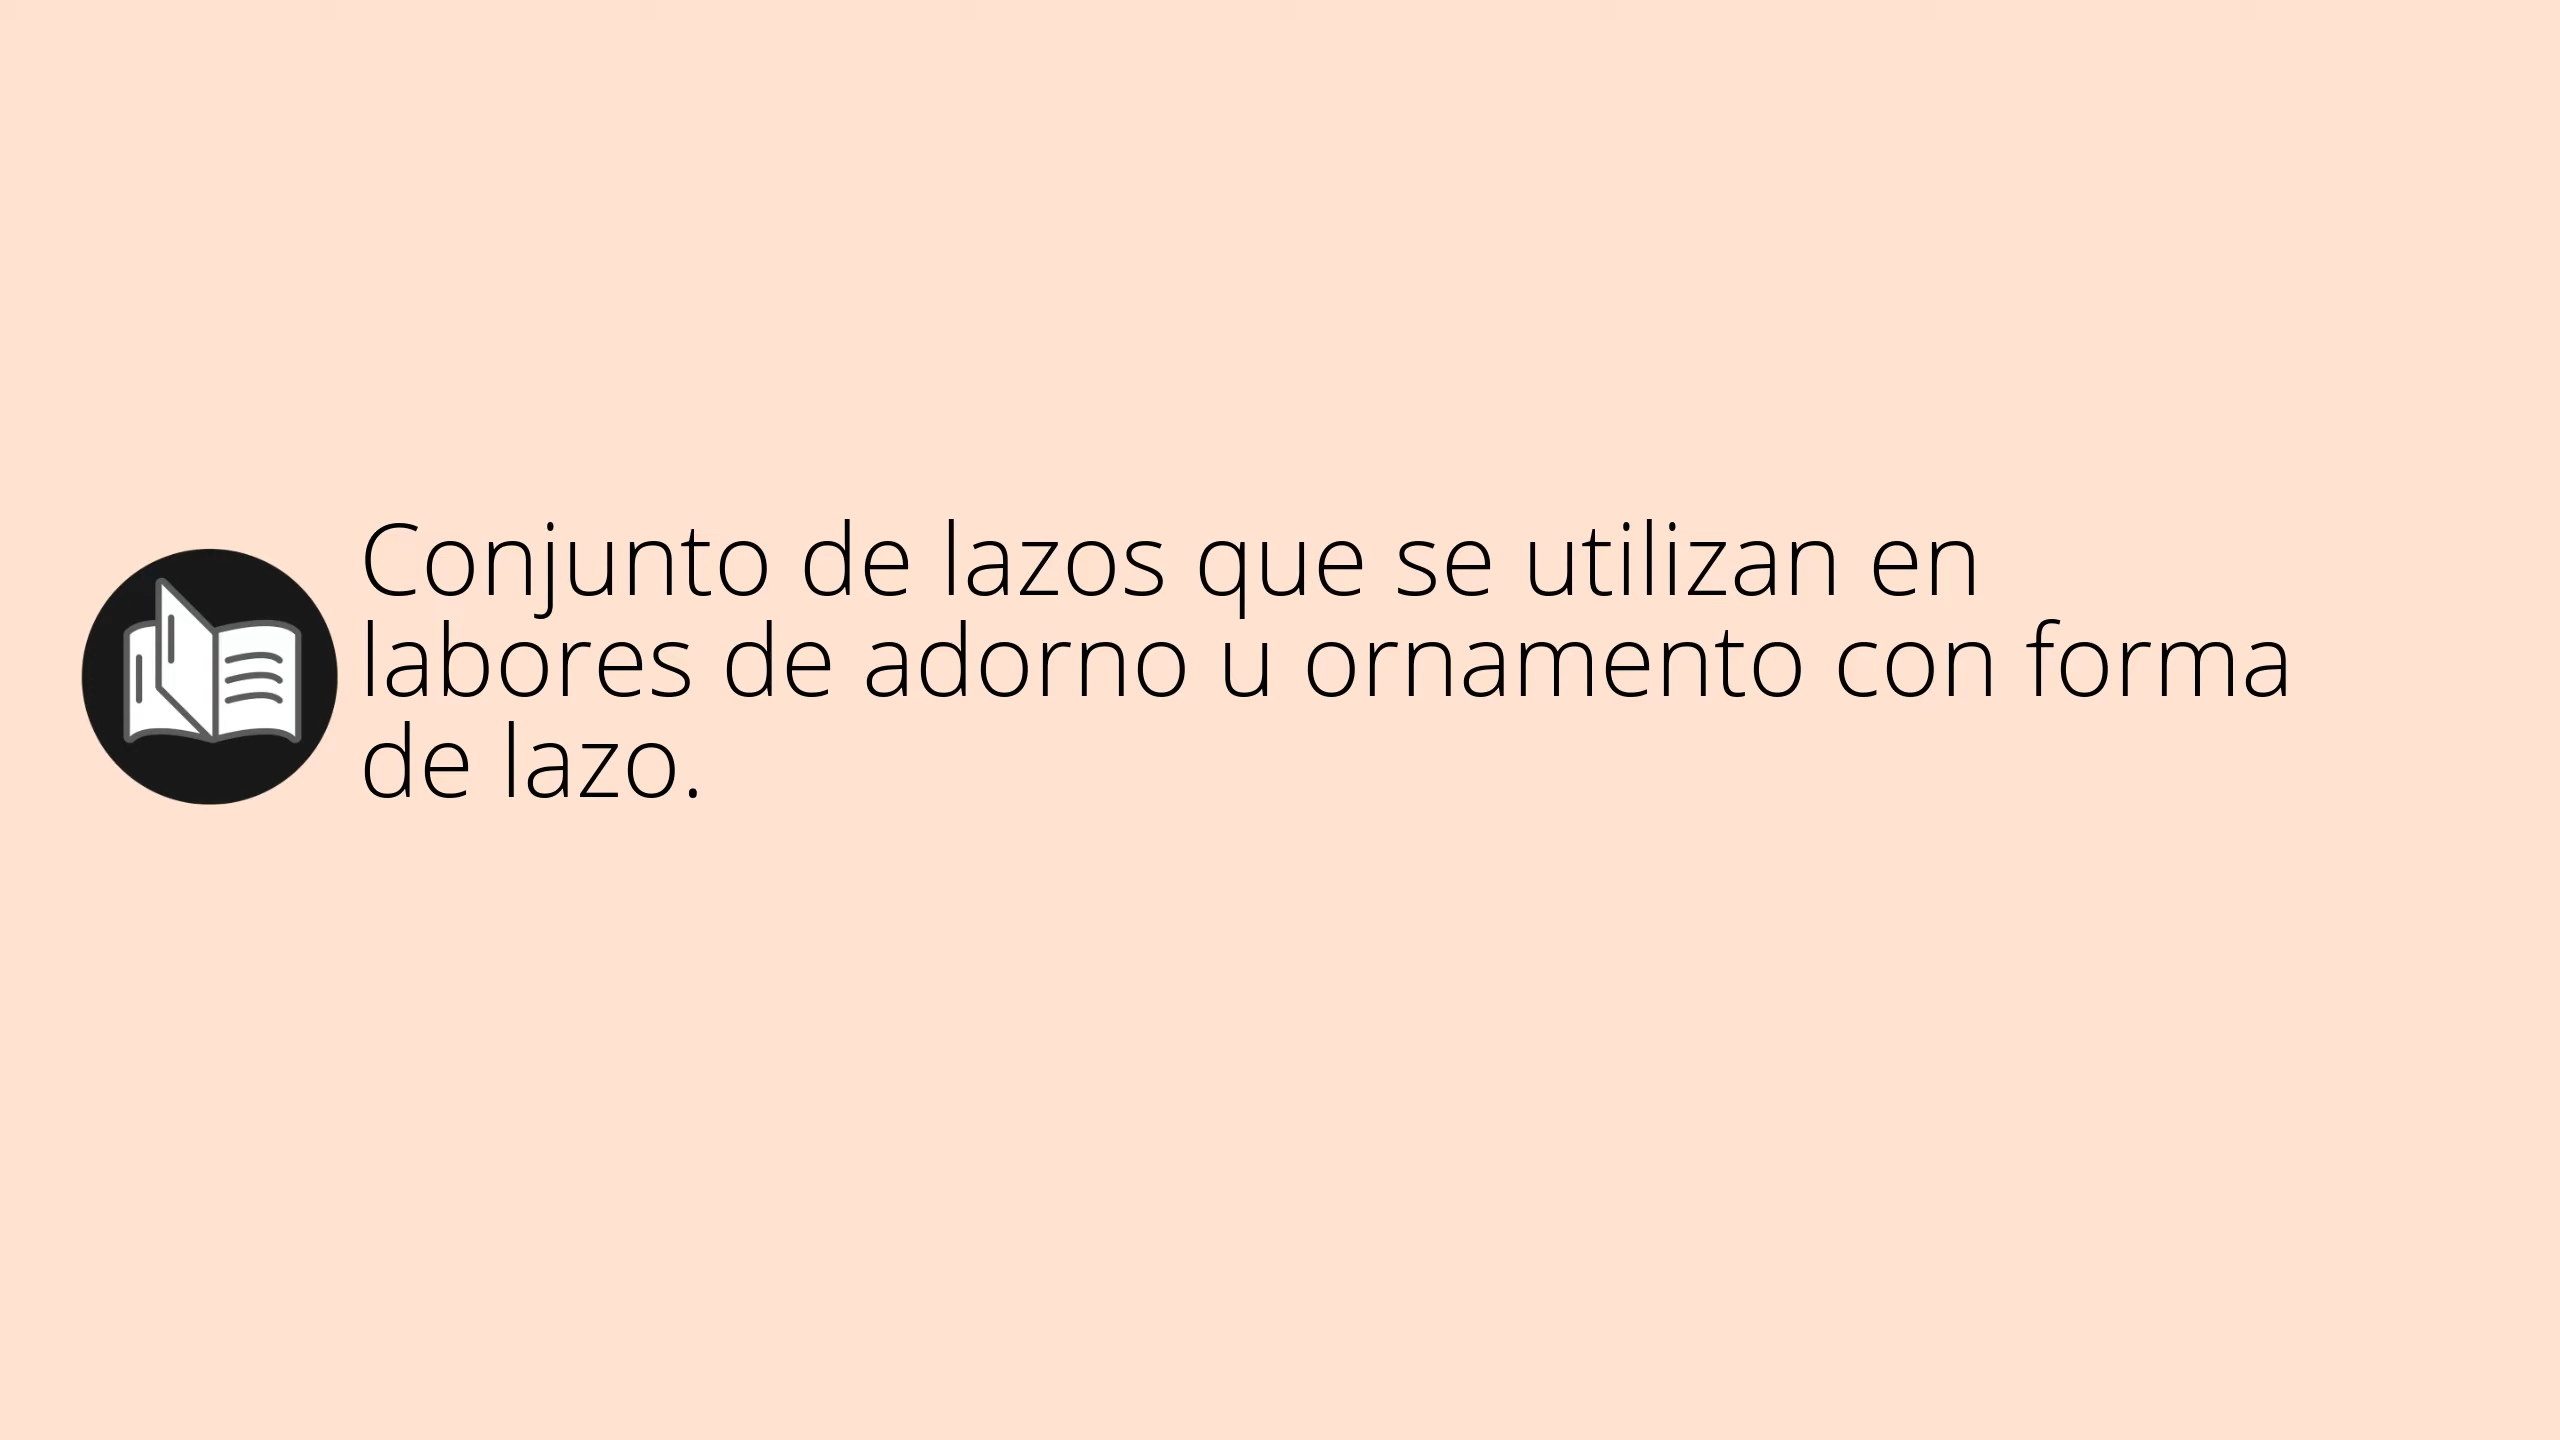 Conjunto de lazos que se utilizan en
labores de adorno u ornamento con forma
de lazo.